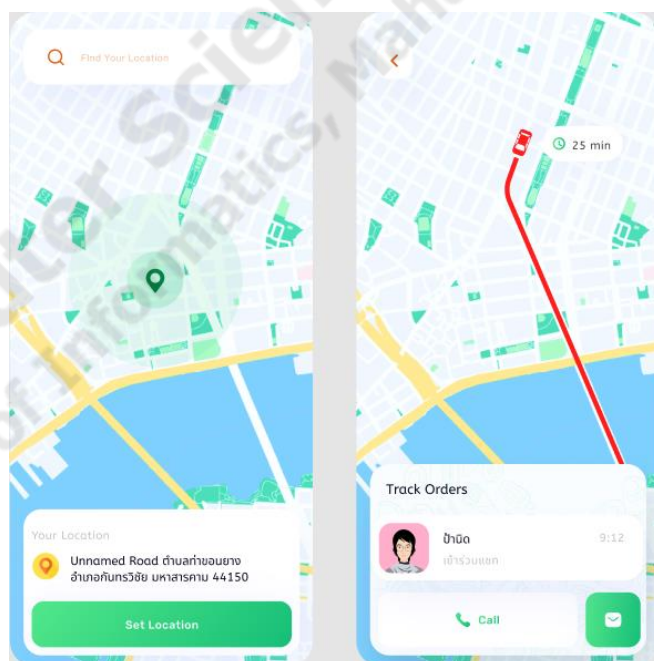 Find Your Location
Your Location
Unnamed Road ตำบลท่าขอนยาง
อำเภอกันทรวิชัย มหาสารคาม 44150
Set Location
25 min
Track Orders
ป้านิด
9:12
เข้าร่วมแชท
Call